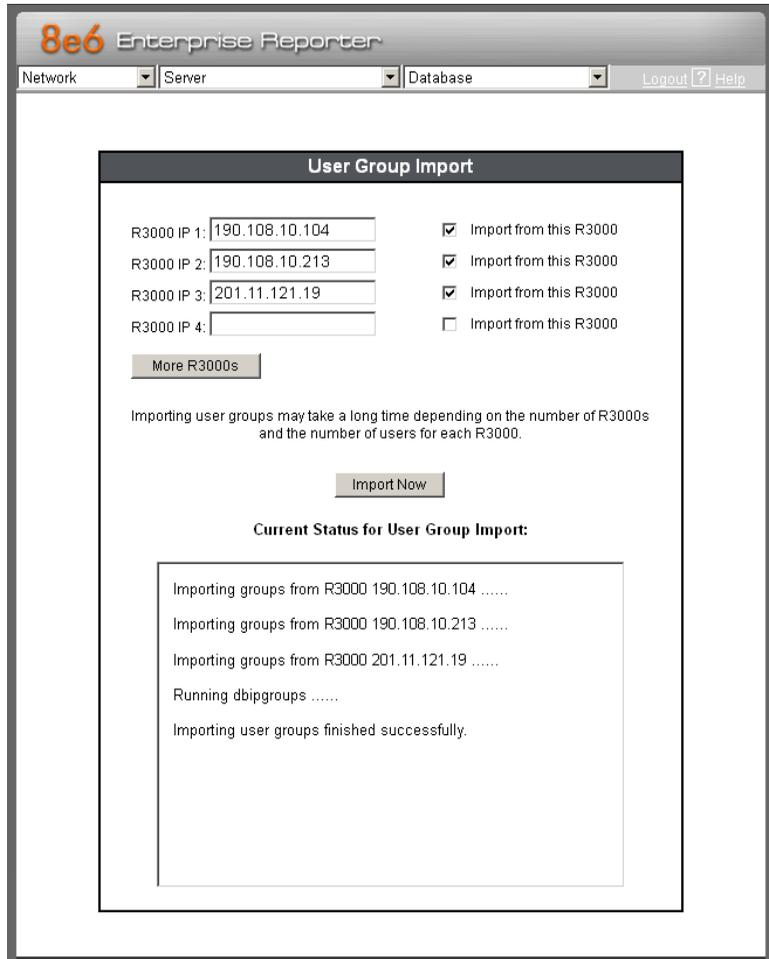 8e6 Enterprise Reporter
Network Server Database Logout ? Help
User Group Import
R3000 IP 1: 190.108.10.104 Import from this R3000
R3000 IP 2: 190.108.10.213 Import from this R3000
R3000 IP 3: 201.11.121.19 Import from this R3000
R3000 IP 4: Import from this R3000
More R3000s
Importing user groups may take a long time depending on the number of R3000s
and the number of users for each R3000.
Import Now
Current Status for User Group Import:
Importing groups from R3000 190.108.10.104 ......
Importing groups from R3000 190.108.10.213 ......
Importing groups from R3000 201.11.121.19 ......
Running dbipgroups ......
Importing user groups finished successfully.